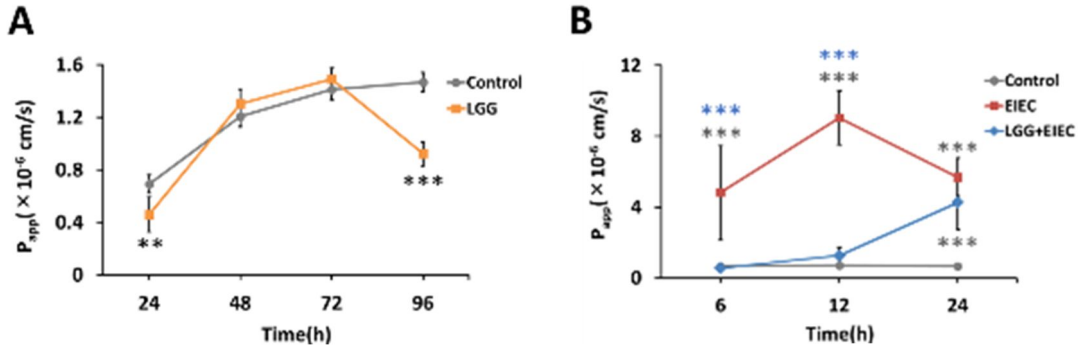 A
1.6
1.2
0.8
0.4
0
Papp(×10-6 cm/s)
Control
LGG
**
***
24 48 72 96
Time(h)
B
12
8
4
0
Papp(×10-6 cm/s)
***
***
***
***
***
***
Control
EIEC
LGG+EIEC
6 12 24
Time(h)